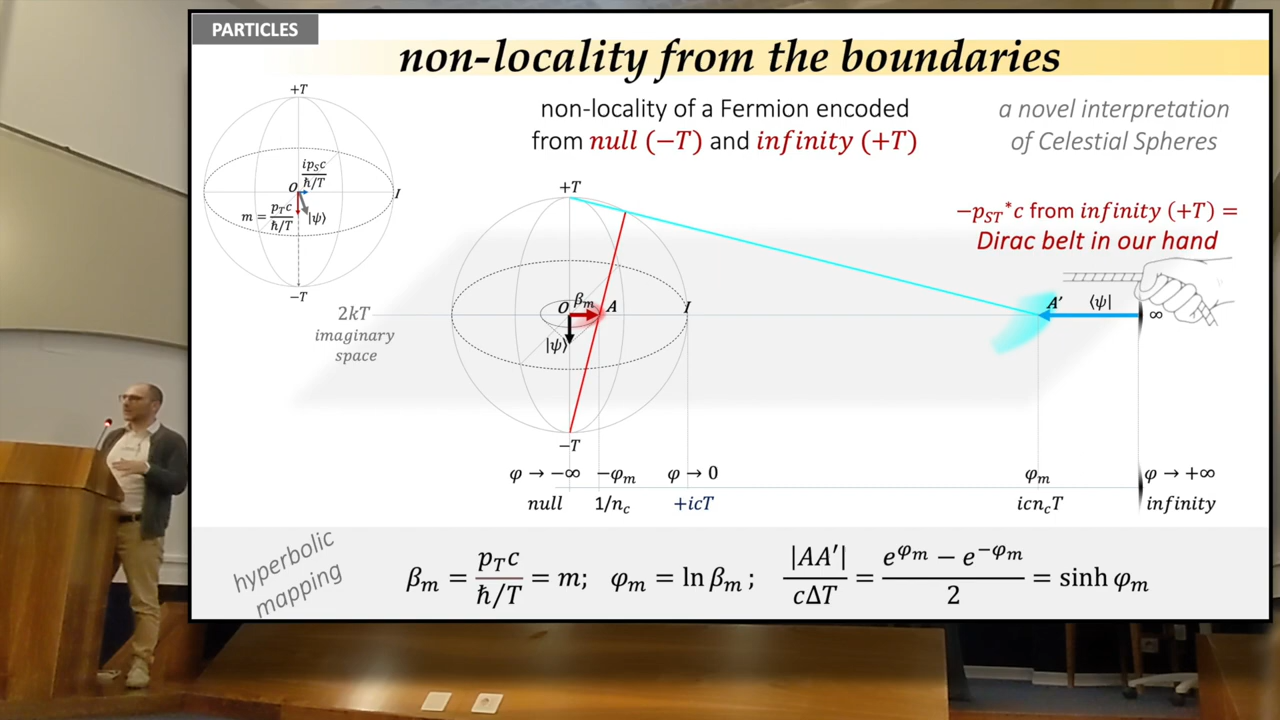 PARTICLES
non-locality from the boundaries
+T
ip_S c
ħ/T
O
I
m = p_T c
ħ/T
|ψ⟩
−T
non-locality of a Fermion encoded
from null (−T) and infinity (+T)
a novel interpretation
of Celestial Spheres
−p_ST*c from infinity (+T) =
Dirac belt in our hand
+T
O
β_m
A
I
|ψ⟩
−T
2kT
imaginary
space
A′
⟨ψ|
∞
φ → −∞ −φ_m φ → 0 φ_m φ → +∞
null 1/n_c +icT icn_cT infinity
hyperbolic
mapping
β_m = p_T c / ħ/T = m; φ_m = ln β_m ; |AA′| / cΔT = e^φ_m − e^−φ_m / 2 = sinh φ_m